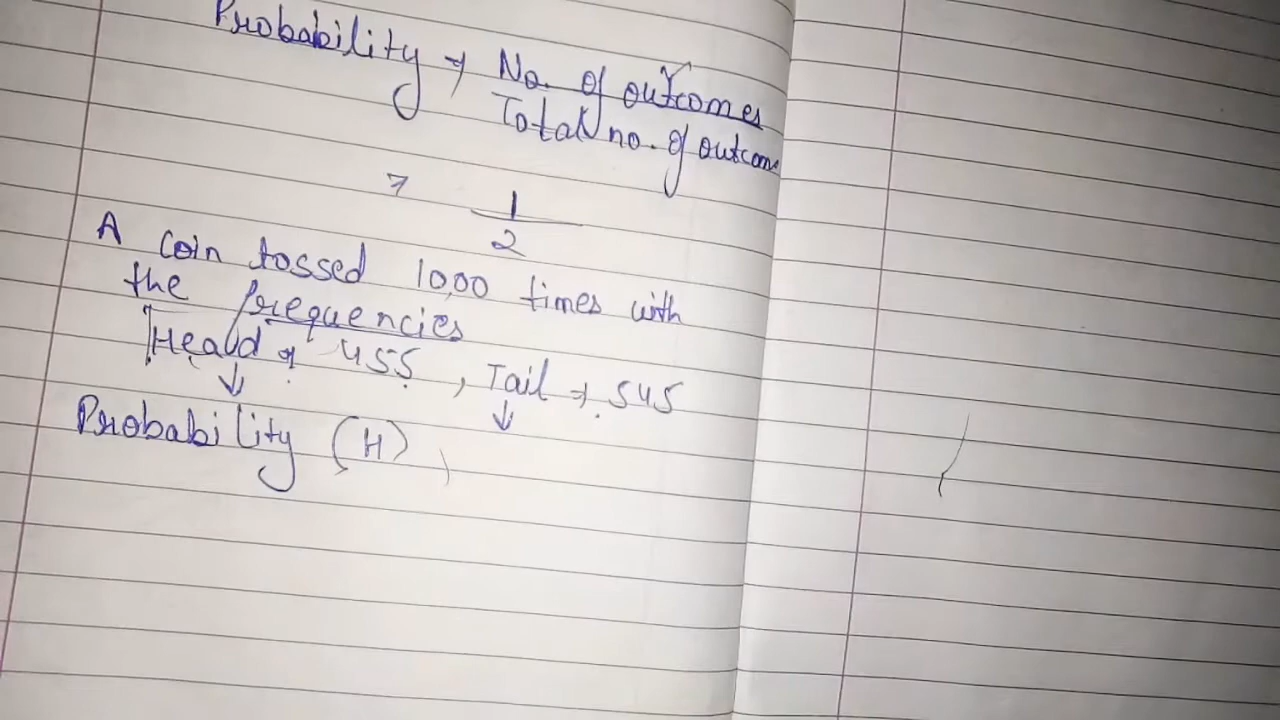 Probability → No. of outcomes
Total no. of outcome
→ 1
2
A coin tossed 1000 times with
the frequencies
Head → 455, Tail → 545
↓ ↓
Probability (H) ,